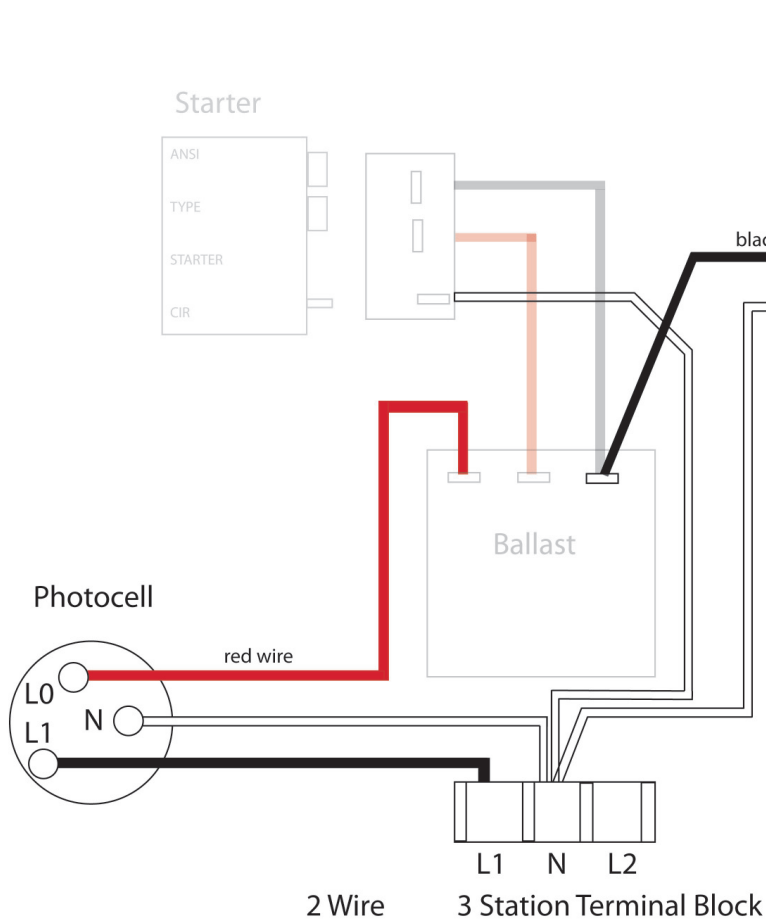 Starter
ANSI
TYPE
STARTER
CIR
Ballast
Photocell
red wire
L0
N
L1
L1 N L2
2 Wire 3 Station Terminal Block